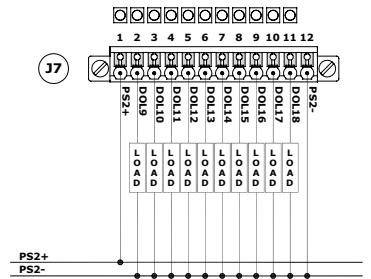 1 2 3 4 5 6 7 8 9 10 11 12
J7
PS2+
DOL9
DOL10
DOL11
DOL12
DOL13
DOL14
DOL15
DOL16
DOL17
DOL18
PS2-
LOAD
LOAD
LOAD
LOAD
LOAD
LOAD
LOAD
LOAD
LOAD
LOAD
PS2+
PS2-